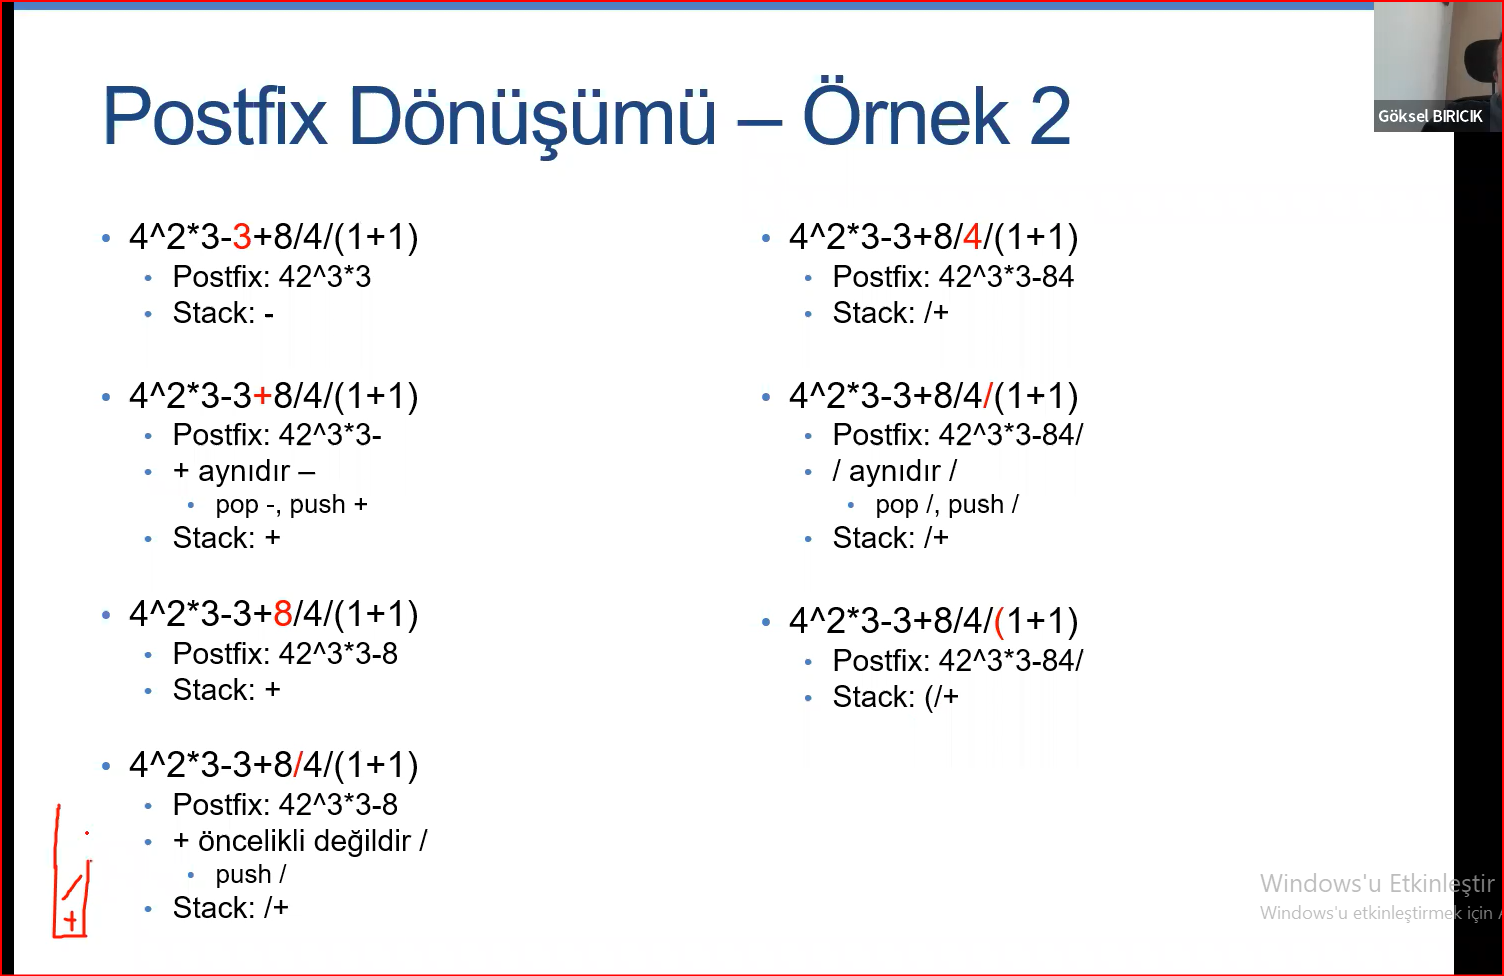 Postfix Dönüşümü – Örnek 2
Göksel BIRICIK
• 4^2*3-3+8/4/(1+1)
• Postfix: 42^3*3
• Stack: -
• 4^2*3-3+8/4/(1+1)
• Postfix: 42^3*3-
• + aynıdır –
• pop -, push +
• Stack: +
• 4^2*3-3+8/4/(1+1)
• Postfix: 42^3*3-8
• Stack: +
• 4^2*3-3+8/4/(1+1)
• Postfix: 42^3*3-8
• + öncelikli değildir /
• push /
• Stack: /+
/
+
• 4^2*3-3+8/4/(1+1)
• Postfix: 42^3*3-84
• Stack: /+
• 4^2*3-3+8/4/(1+1)
• Postfix: 42^3*3-84/
• / aynıdır /
• pop /, push /
• Stack: /+
• 4^2*3-3+8/4/(1+1)
• Postfix: 42^3*3-84/
• Stack: (/+
Windows'u Etkinleştir
Windows'u etkinleştirmek için